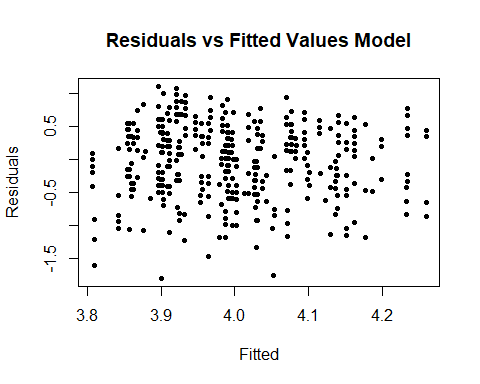 Residuals vs Fitted Values Model
Residuals
0.5
-0.5
-1.5
3.8 3.9 4.0 4.1 4.2
Fitted